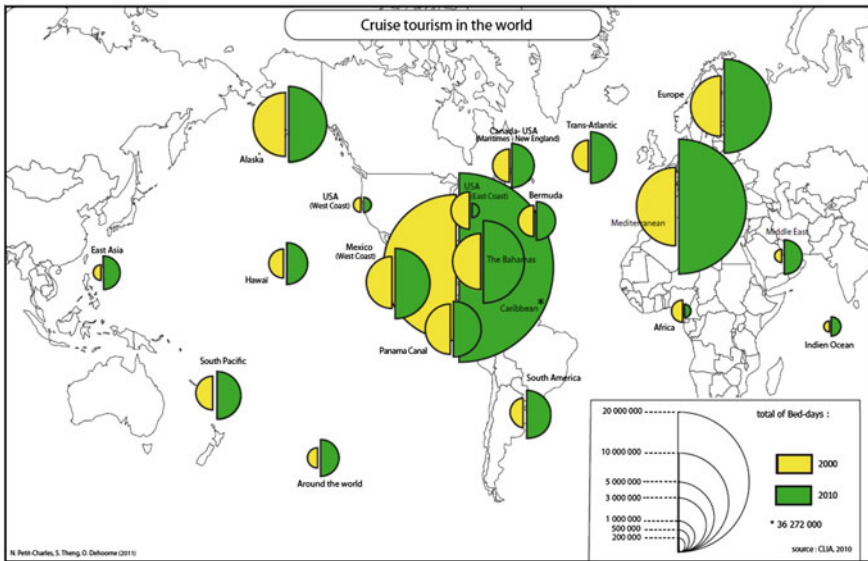 Cruise tourism in the world
Europe
Canada- USA
(Maritimes - New England)
Trans-Atlantic
Alaska
USA
(West Coast)
USA
(East Coast)
Bermuda
Mediterranean
Middle East
East Asia
Hawaï
Mexico
(West Coast)
The Bahamas
Caribbean *
Africa
Indien Ocean
Panama Canal
South Pacific
South America
Around the world
20 000 000
10 000 000
5 000 000
3 000 000
1 000 000
500 000
200 000
total of Bed-days :
2000
2010
* 36 272 000
source : CLIA, 2010
N. Petit-Charles, S. Theng, O. Dehoorne (2011)